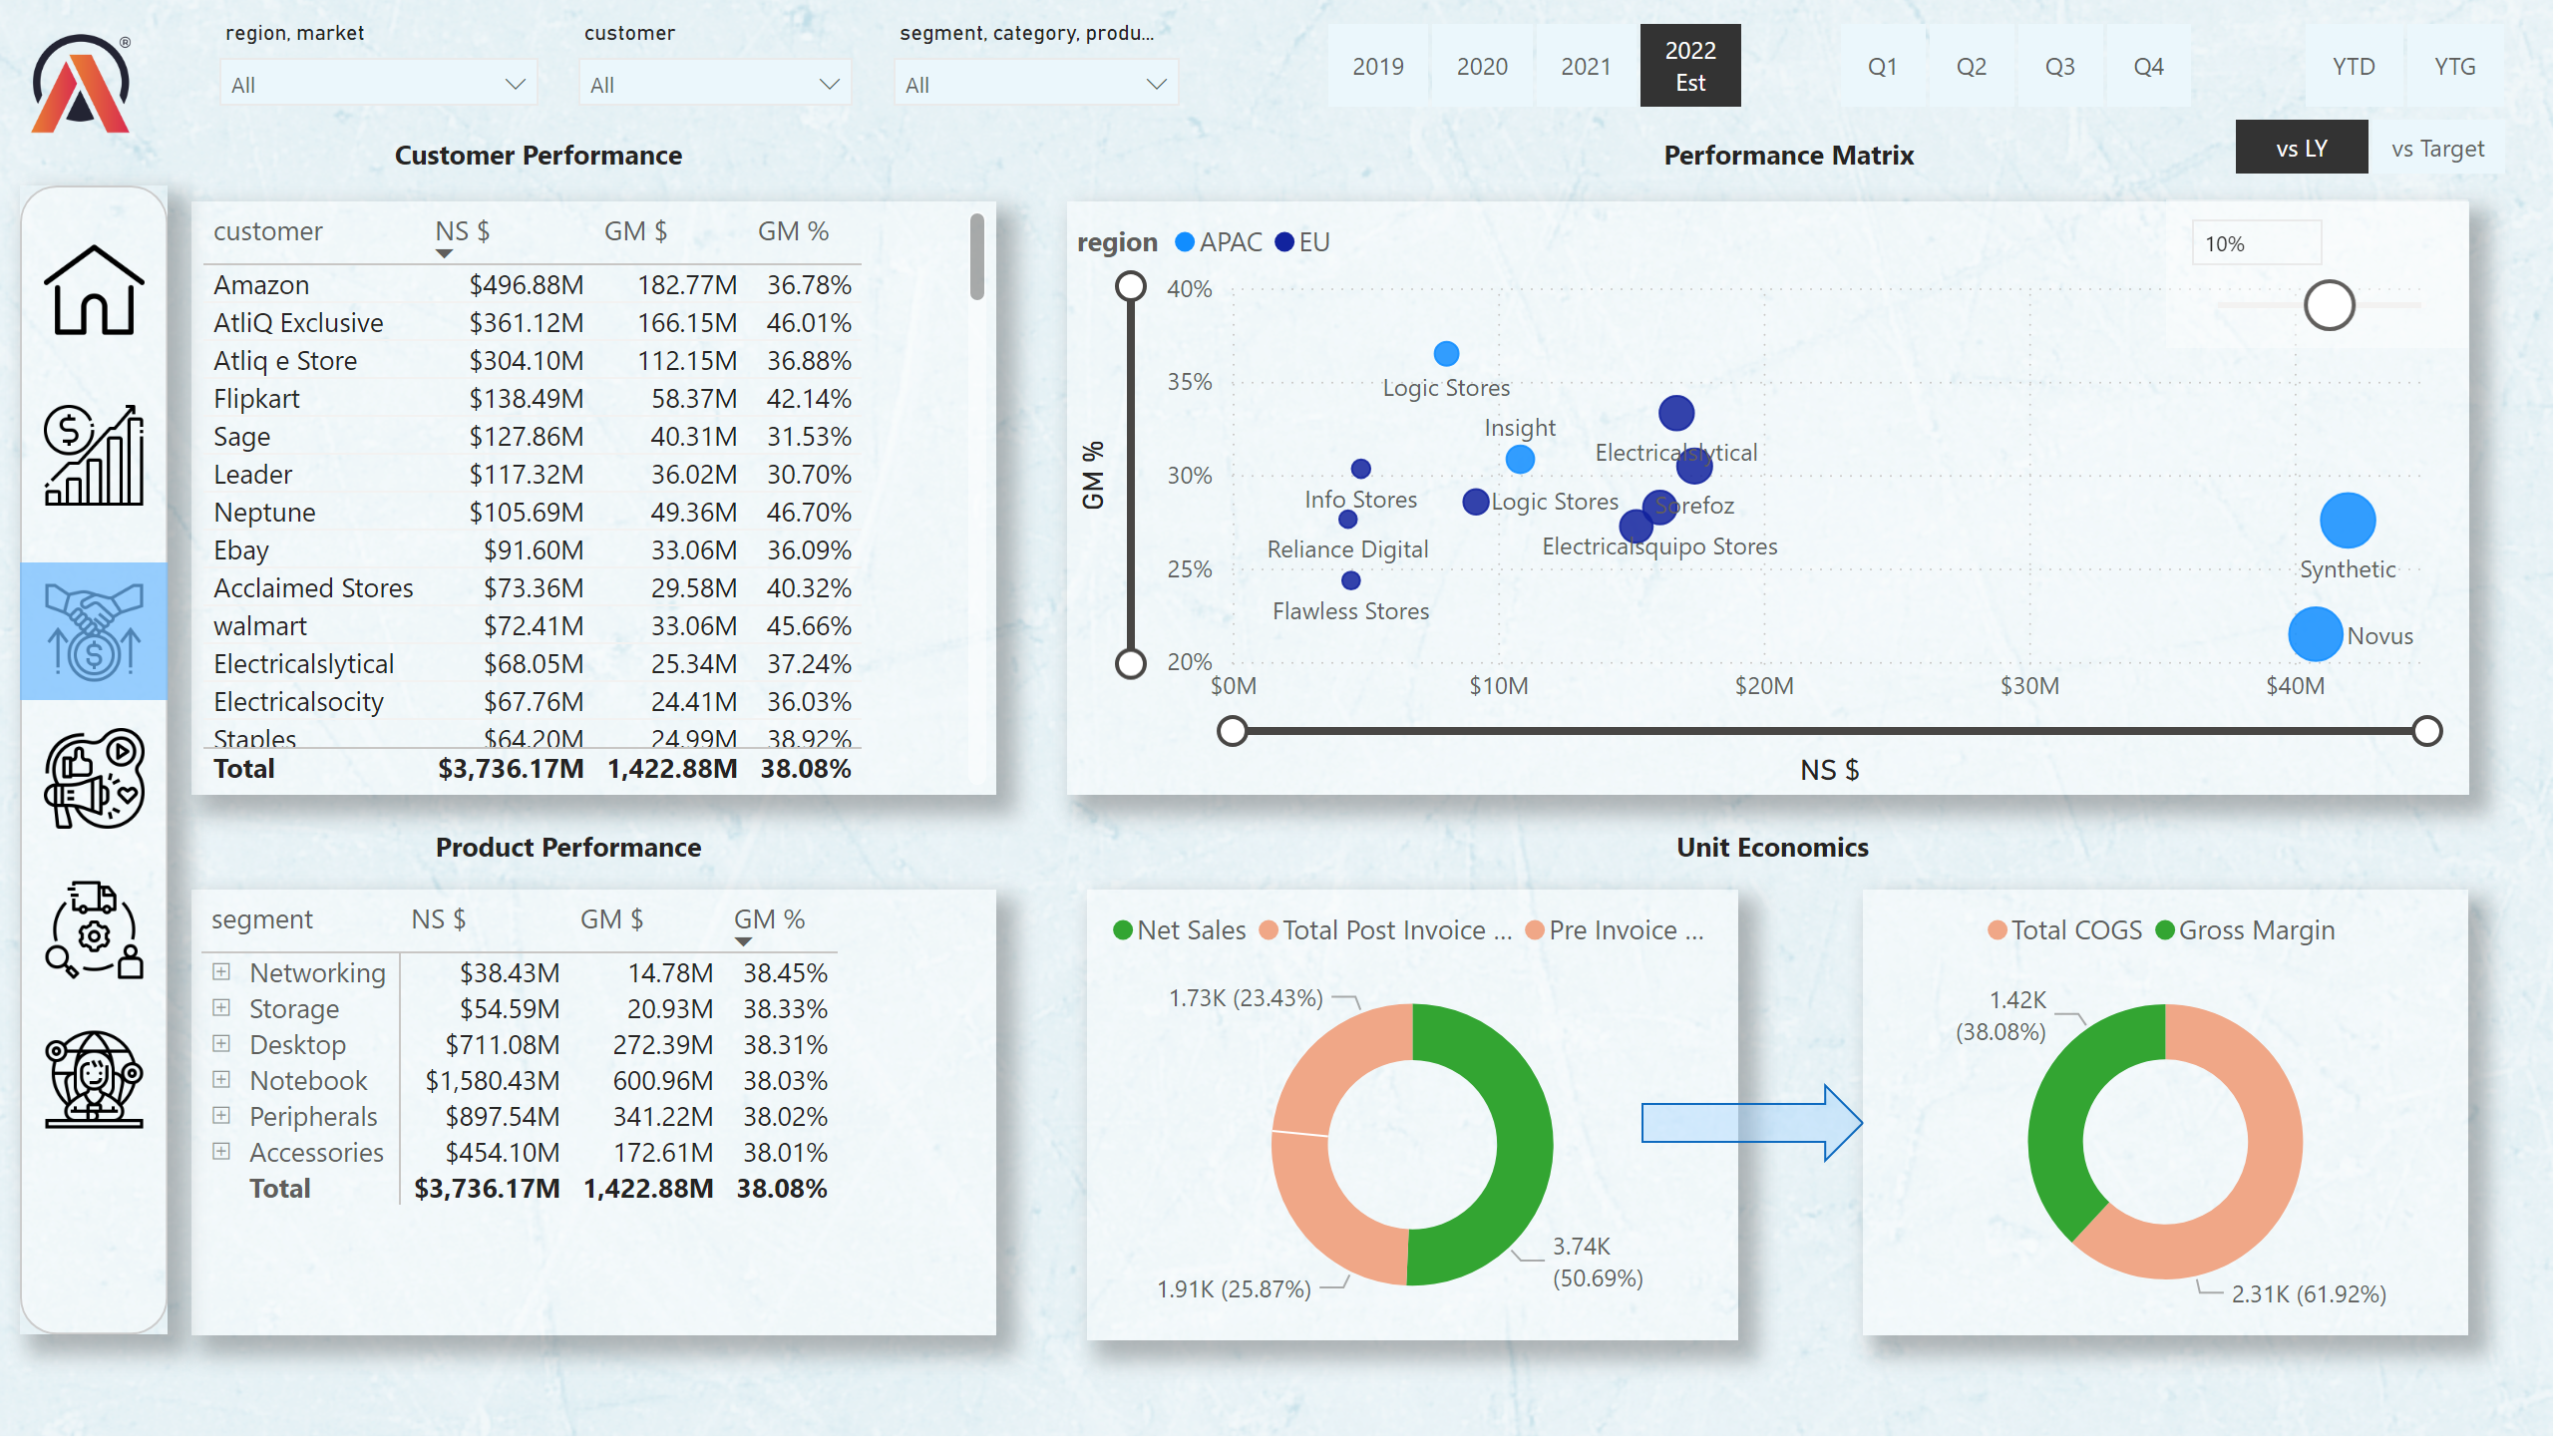 ®
region, market
All
customer
All
segment, category, produ...
All
2019
2020
2021
2022 Est
Q1
Q2
Q3
Q4
YTD
YTG
vs LY
vs Target
Customer Performance
customer NS $ GM $ GM %
Amazon $496.88M 182.77M 36.78%
AtliQ Exclusive $361.12M 166.15M 46.01%
Atliq e Store $304.10M 112.15M 36.88%
Flipkart $138.49M 58.37M 42.14%
Sage $127.86M 40.31M 31.53%
Leader $117.32M 36.02M 30.70%
Neptune $105.69M 49.36M 46.70%
Ebay $91.60M 33.06M 36.09%
Acclaimed Stores $73.36M 29.58M 40.32%
walmart $72.41M 33.06M 45.66%
Electricalslytical $68.05M 25.34M 37.24%
Electricalsocity $67.76M 24.41M 36.03%
Staples $64.20M 24.99M 38.92%
Total $3,736.17M 1,422.88M 38.08%
Performance Matrix
region APAC EU
10%
GM %
40%
35%
30%
25%
20%
Logic Stores
Insight
Electricalslytical
Info Stores
Logic Stores
Sorefoz
Reliance Digital
Electricalsquipo Stores
Flawless Stores
Synthetic
Novus
$0M
$10M
$20M
$30M
$40M
NS $
Product Performance
segment NS $ GM $ GM %
Networking $38.43M 14.78M 38.45%
Storage $54.59M 20.93M 38.33%
Desktop $711.08M 272.39M 38.31%
Notebook $1,580.43M 600.96M 38.03%
Peripherals $897.54M 341.22M 38.02%
Accessories $454.10M 172.61M 38.01%
Total $3,736.17M 1,422.88M 38.08%
Unit Economics
Net Sales Total Post Invoice ... Pre Invoice ...
1.73K (23.43%)
1.91K (25.87%)
3.74K
(50.69%)
Total COGS Gross Margin
1.42K
(38.08%)
2.31K (61.92%)